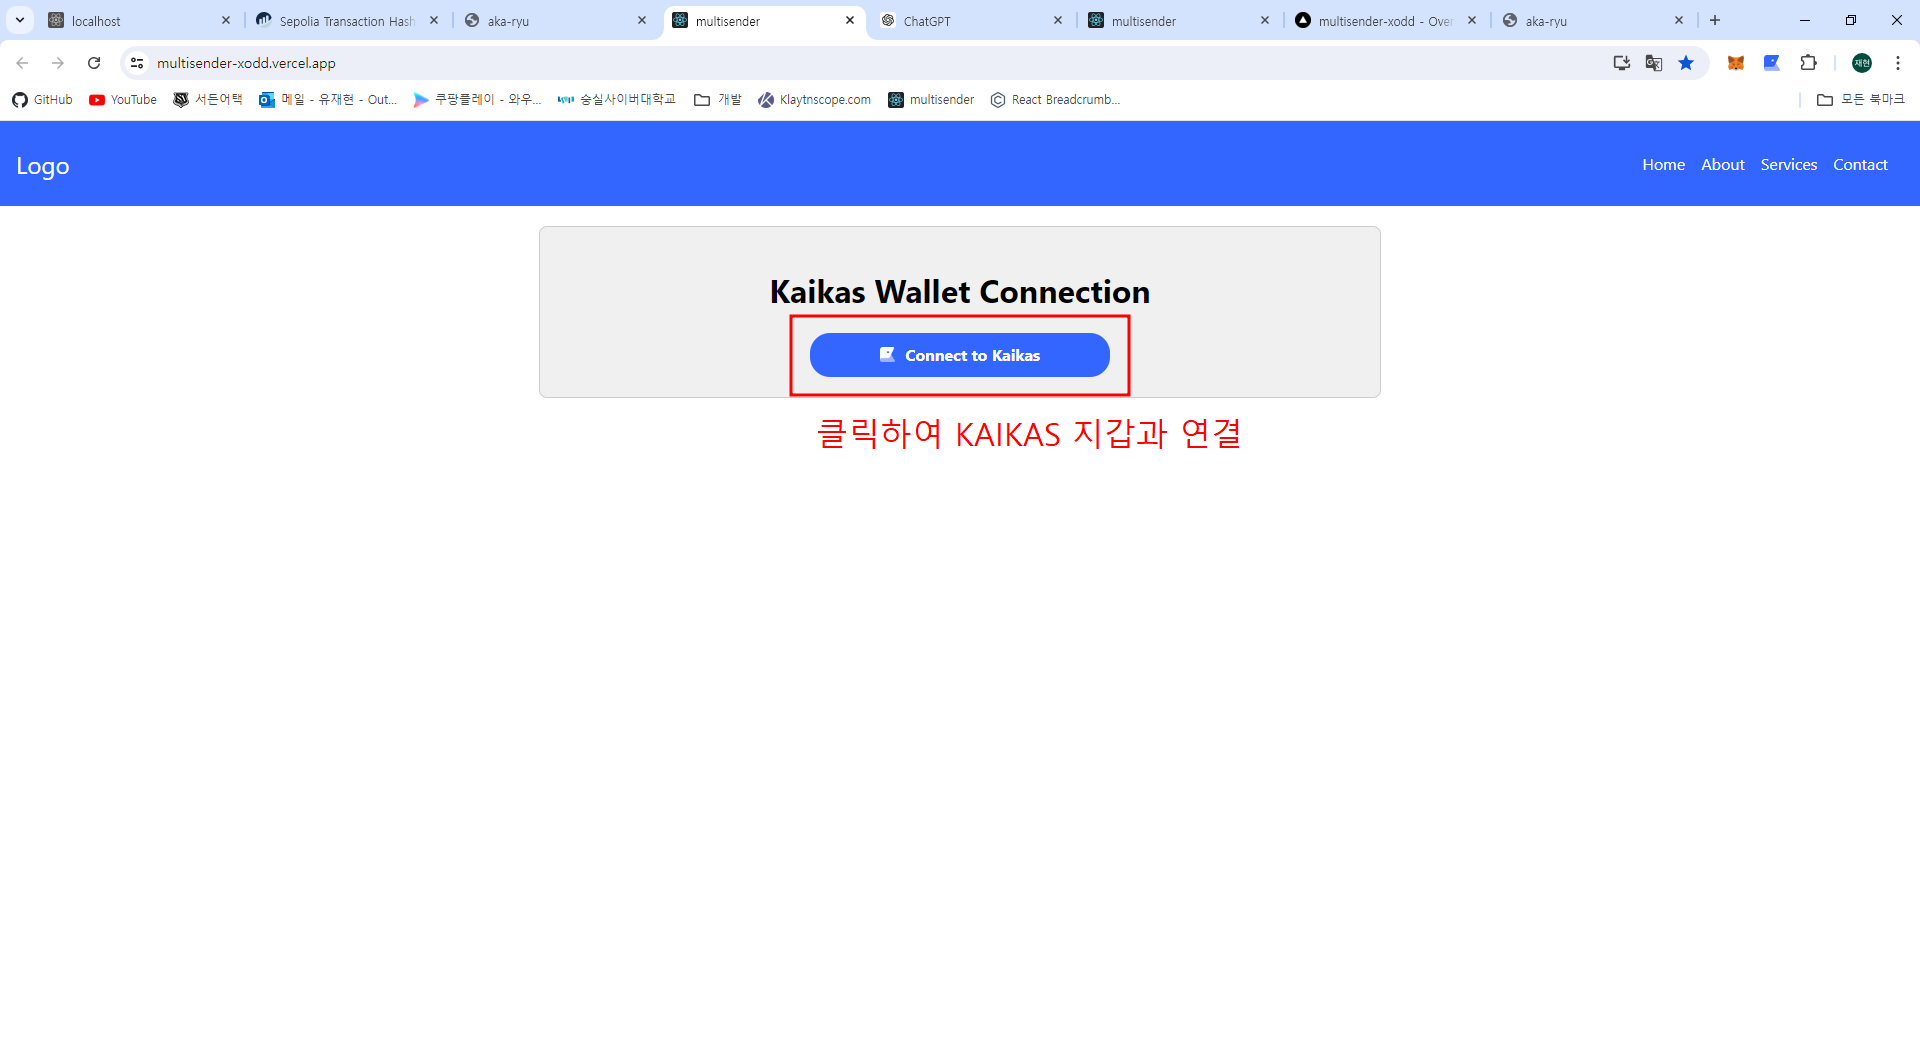 localhost
Sepolia Transaction Hash
aka-ryu
multisender
ChatGPT
multisender
multisender-xodd - Over
aka-ryu
multisender-xodd.vercel.app
재현
GitHub
YouTube
서든어택
메일 - 유재현 - Out...
쿠팡플레이 - 와우...
숭실사이버대학교
개발
Klaytnscope.com
multisender
React Breadcrumb...
모든 북마크
Logo
Home
About
Services
Contact
Kaikas Wallet Connection
Connect to Kaikas
클릭하여 KAIKAS 지갑과 연결